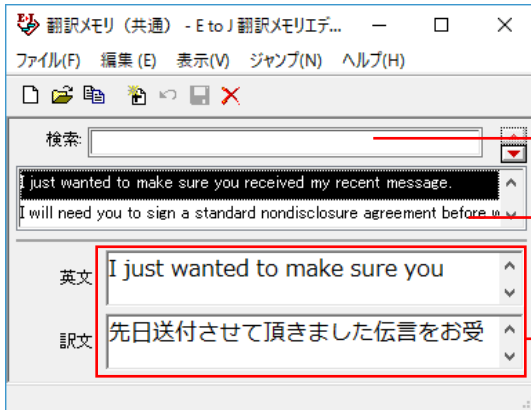 翻訳メモリ（共通） - E to J 翻訳メモリエデ...
ファイル(F) 編集(E) 表示(V) ジャンプ(N) ヘルプ(H)
検索:
I just wanted to make sure you received my recent message.
I will need you to sign a standard nondisclosure agreement before
英文
I just wanted to make sure you
訳文
先日送付させて頂きました伝言をお受